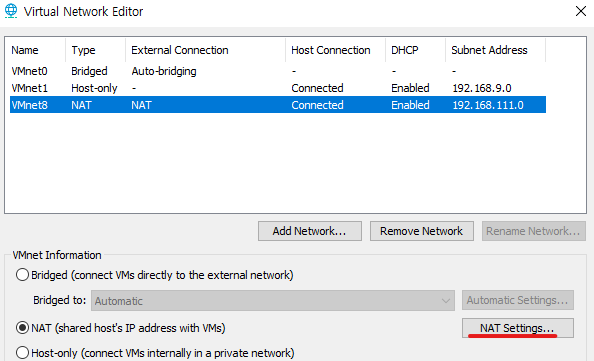 Virtual Network Editor
Name Type External Connection Host Connection DHCP Subnet Address
VMnet0 Bridged Auto-bridging - - -
VMnet1 Host-only - Connected Enabled 192.168.9.0
VMnet8 NAT NAT Connected Enabled 192.168.111.0
Add Network... Remove Network Rename Network...
VMnet Information
Bridged (connect VMs directly to the external network)
Bridged to: Automatic Automatic Settings...
NAT (shared host's IP address with VMs) NAT Settings...
Host-only (connect VMs internally in a private network)